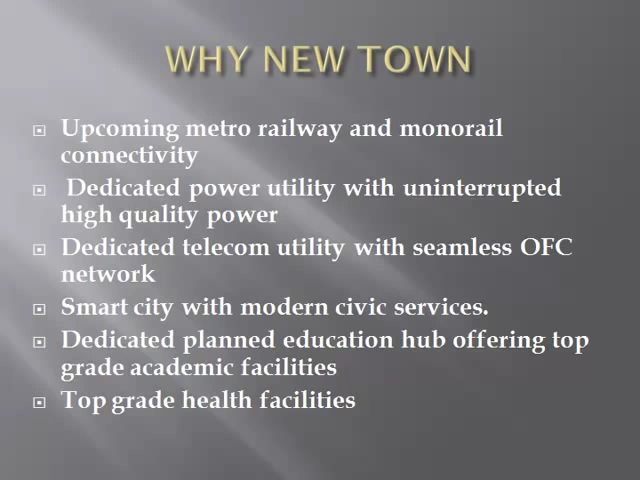 WHY NEW TOWN
Upcoming metro railway and monorail
connectivity
Dedicated power utility with uninterrupted
high quality power
Dedicated telecom utility with seamless OFC
network
Smart city with modern civic services.
Dedicated planned education hub offering top
grade academic facilities
Top grade health facilities